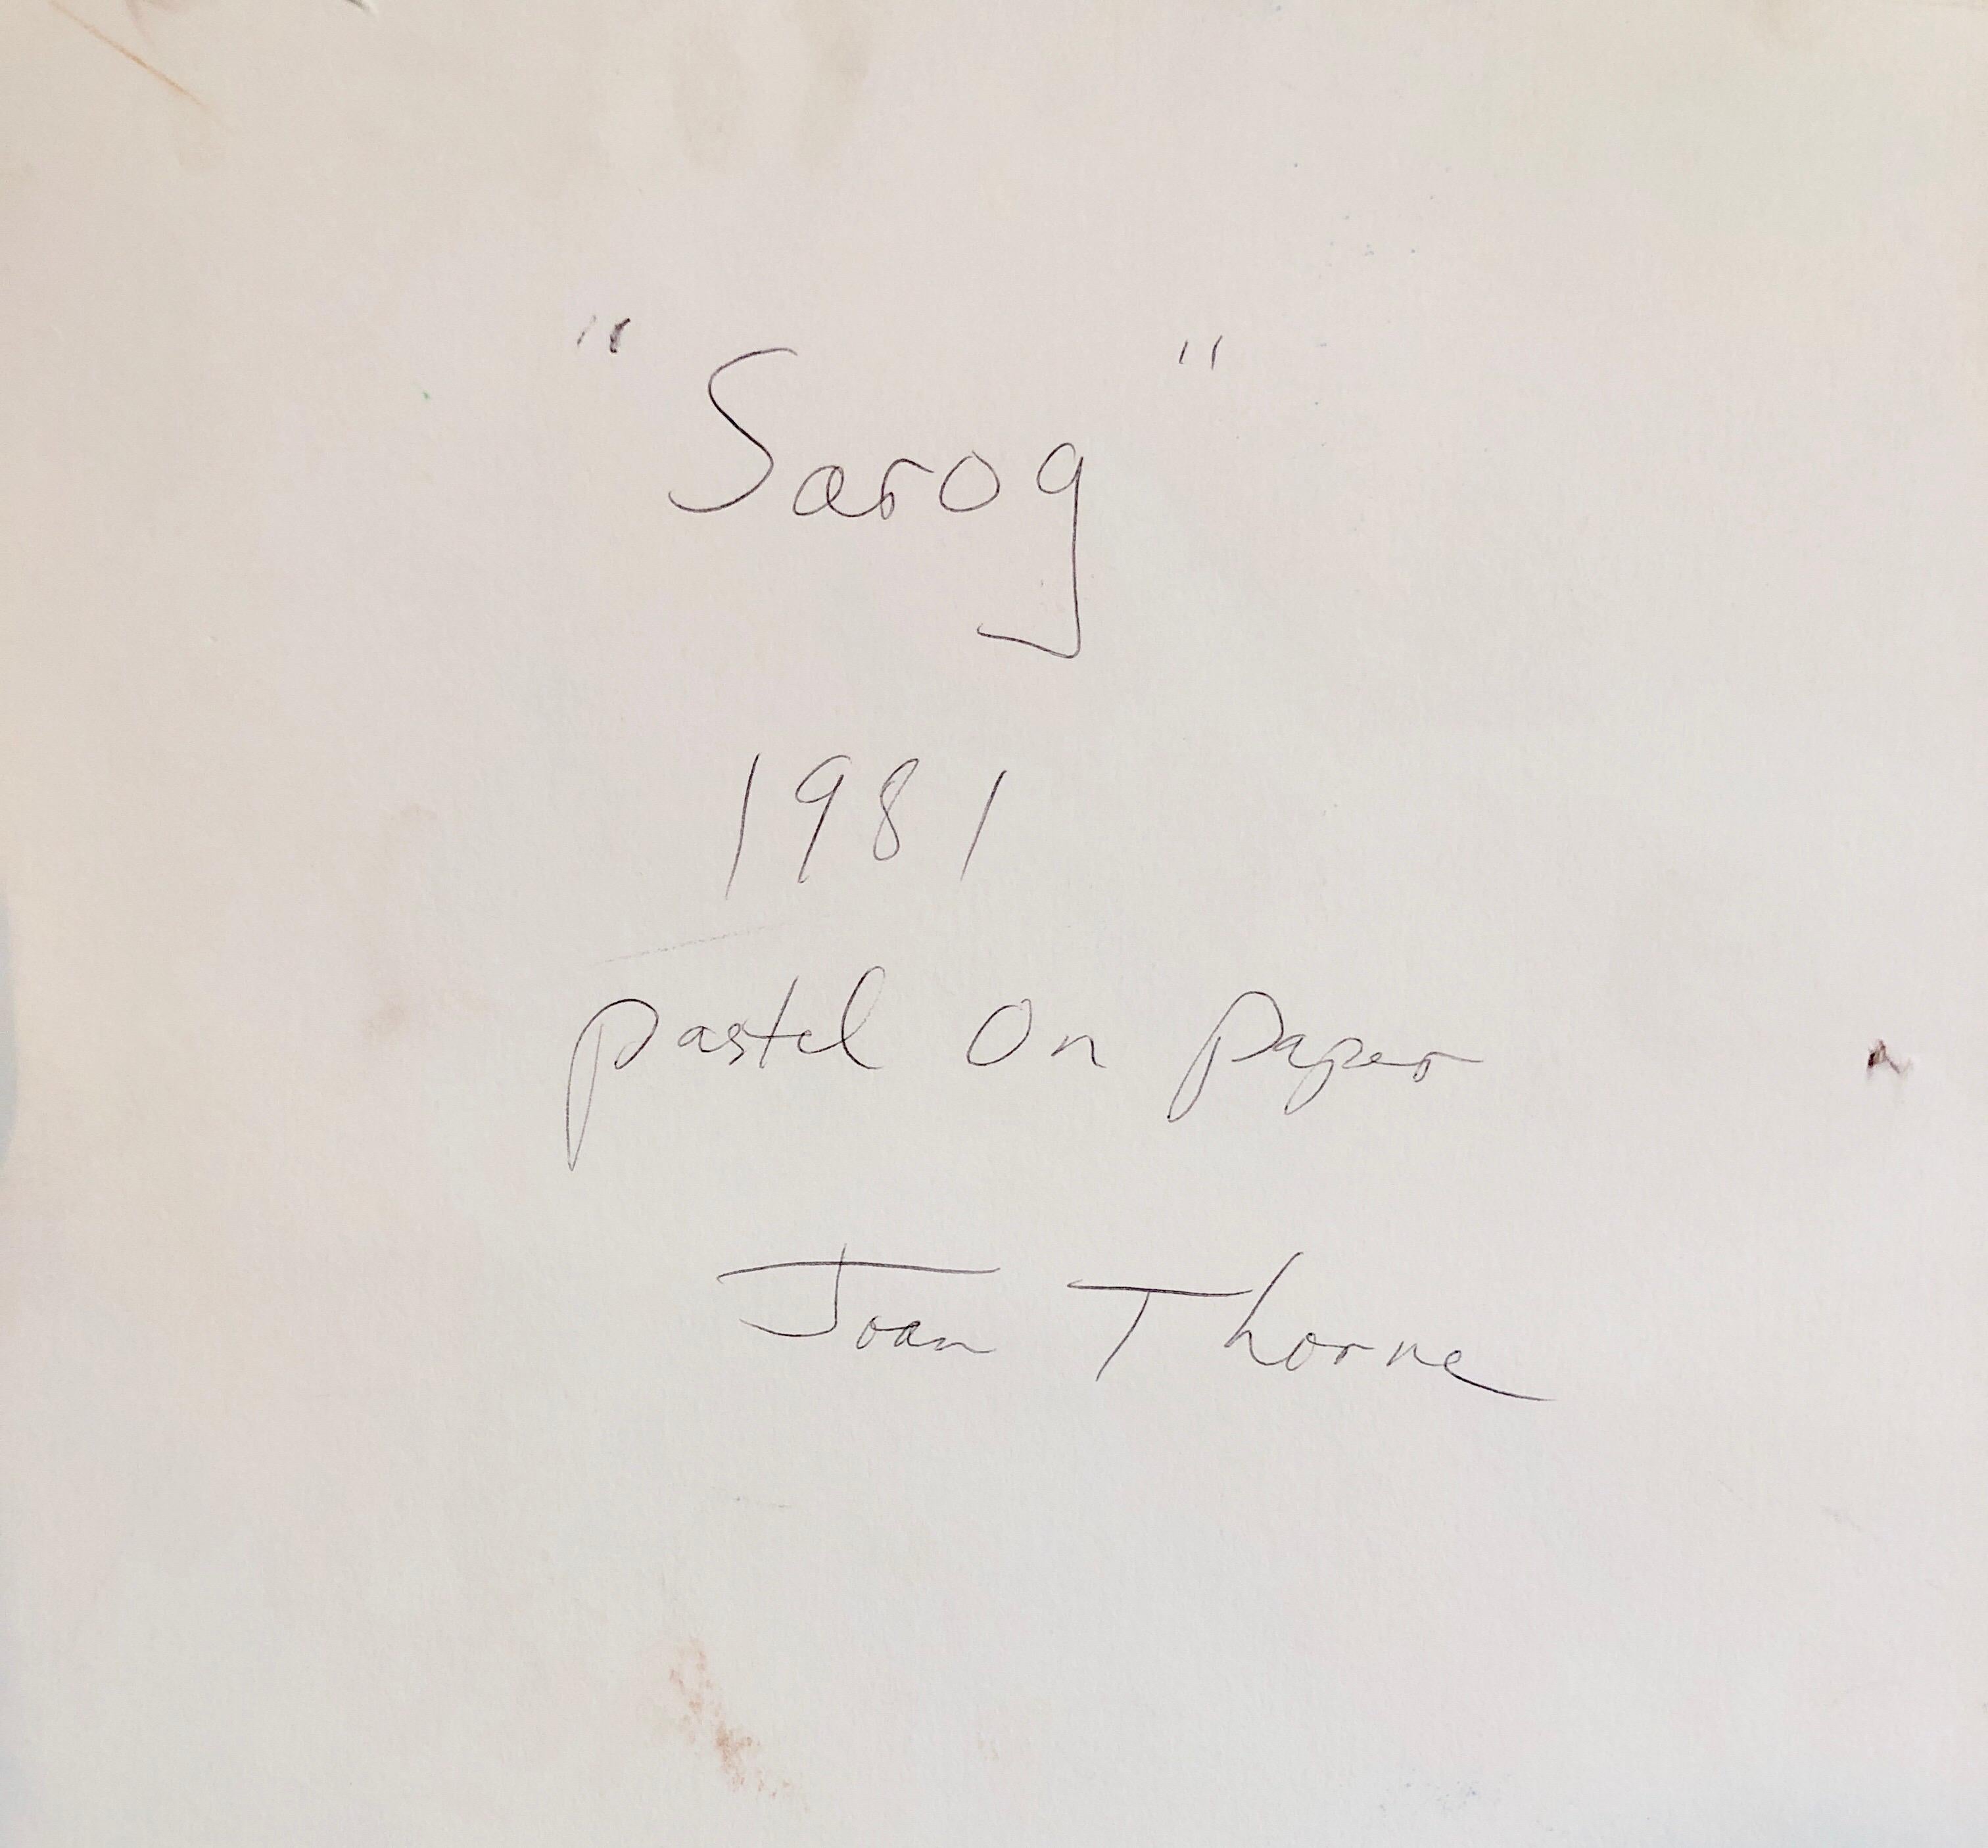 "Sarog"
1981
pastel on paper
Joan Thorne